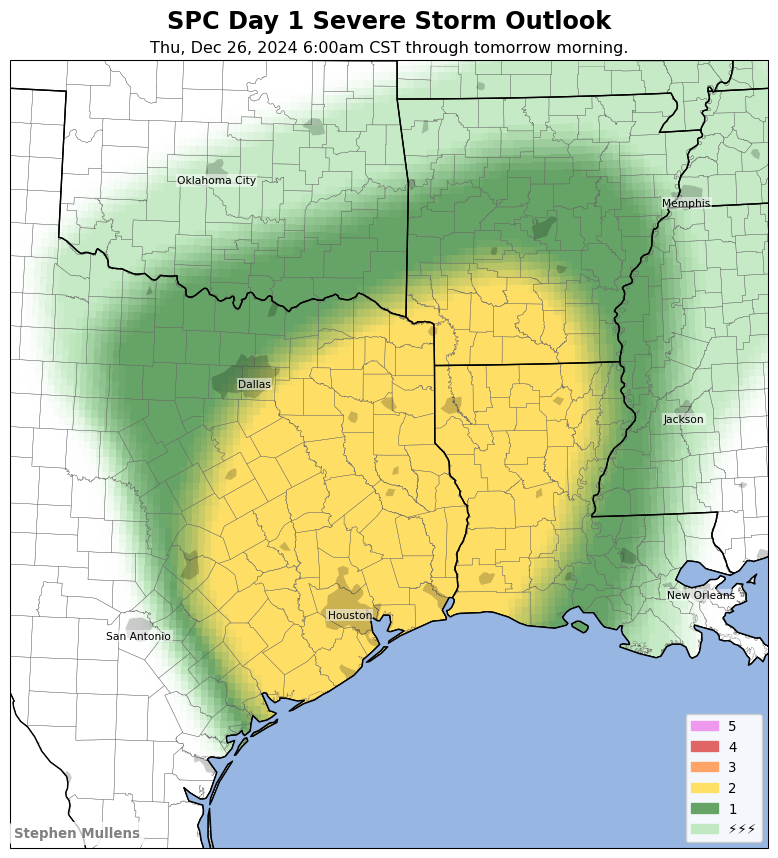 SPC Day 1 Severe Storm Outlook
Thu, Dec 26, 2024 6:00am CST through tomorrow morning.
Oklahoma City
Memphis
Dallas
Jackson
New Orleans
Houston
San Antonio
5
4
3
2
1
⚡⚡⚡
Stephen Mullens